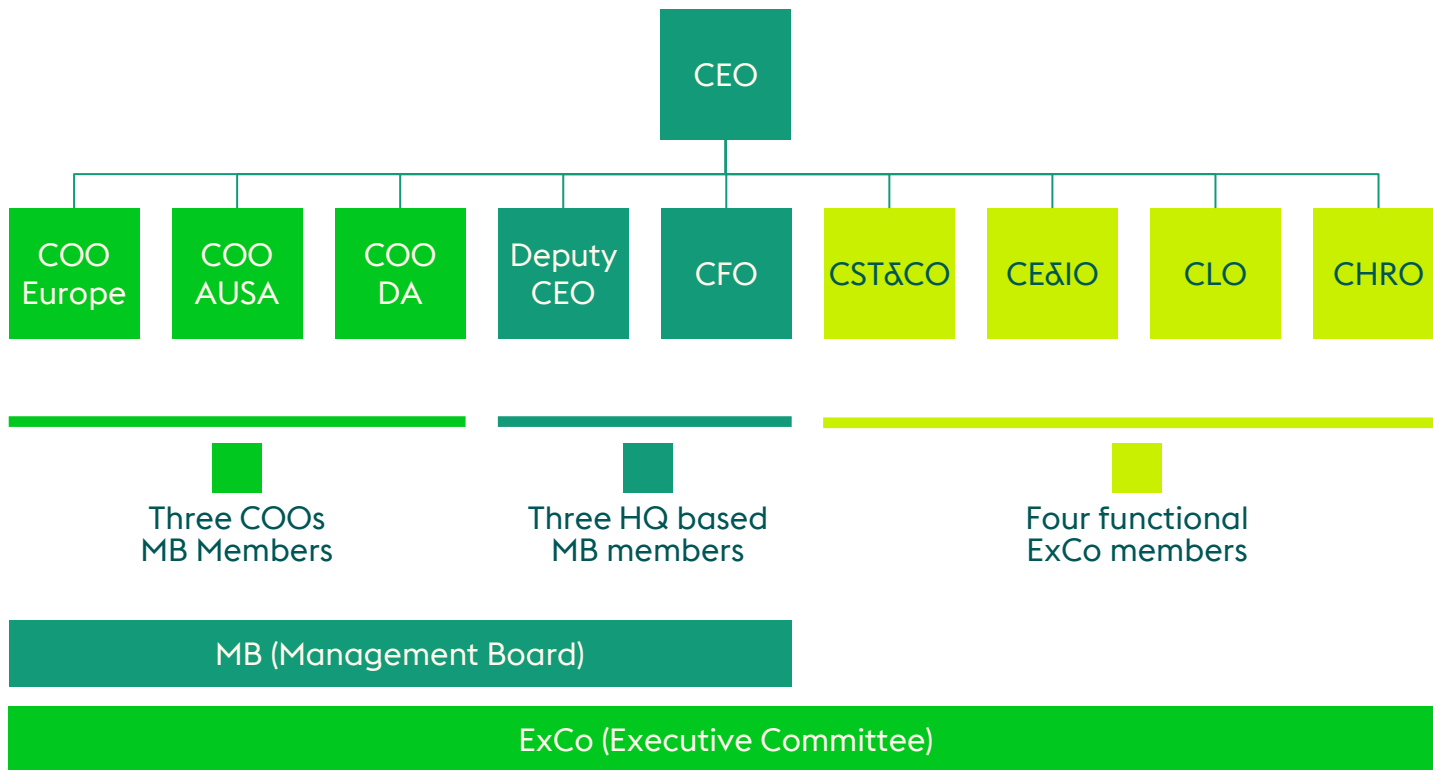 CEO
COO
Europe
COO
AUSA
COO
DA
Deputy
CEO
CFO
CST&CO
CE&IO
CLO
CHRO
Three COOs
MB Members
Three HQ based
MB members
Four functional
ExCo members
MB (Management Board)
ExCo (Executive Committee)